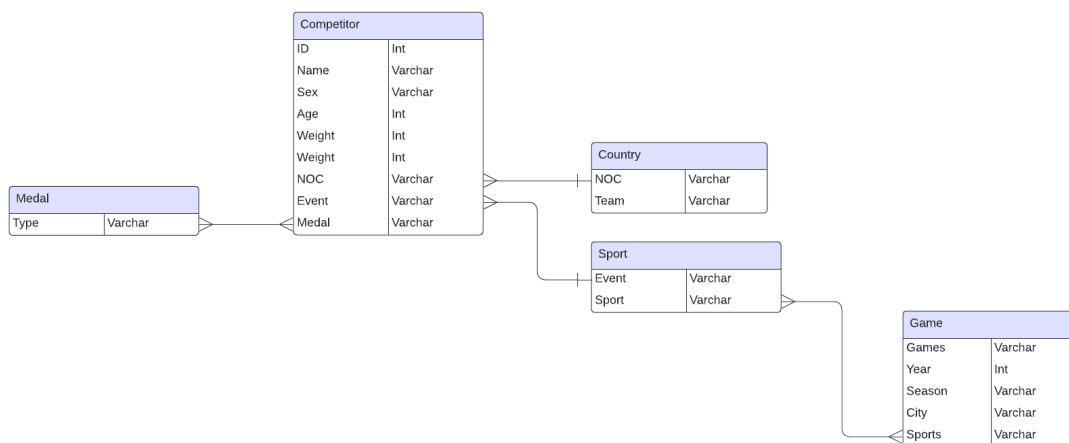 Competitor
ID Int
Name Varchar
Sex Varchar
Age Int
Weight Int
Weight Int
NOC Varchar
Event Varchar
Medal Varchar
Medal
Type Varchar
Country
NOC Varchar
Team Varchar
Sport
Event Varchar
Sport Varchar
Game
Games Varchar
Year Int
Season Varchar
City Varchar
Sports Varchar